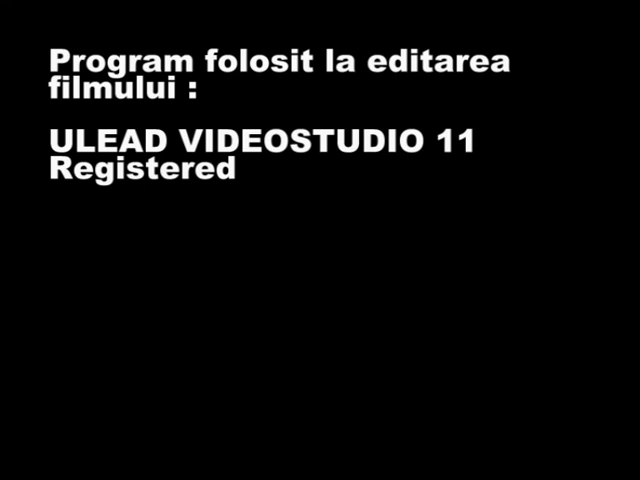 Program folosit la editarea
filmului :
ULEAD VIDEOSTUDIO 11
Registered